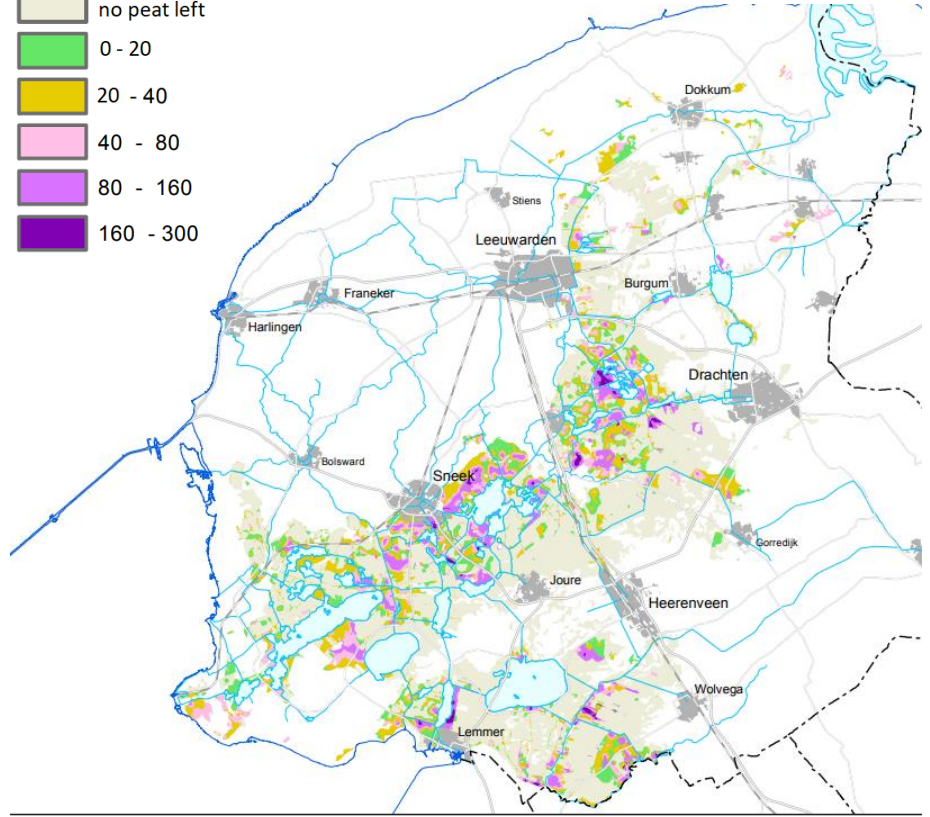 no peat left
0 - 20
20 - 40
40 - 80
80 - 160
160 - 300
Dokkum
Stiens
Leeuwarden
Burgum
Franeker
Harlingen
Drachten
Bolsward
Sneek
Gorredijk
Joure
Heerenveen
Wolvega
Lemmer